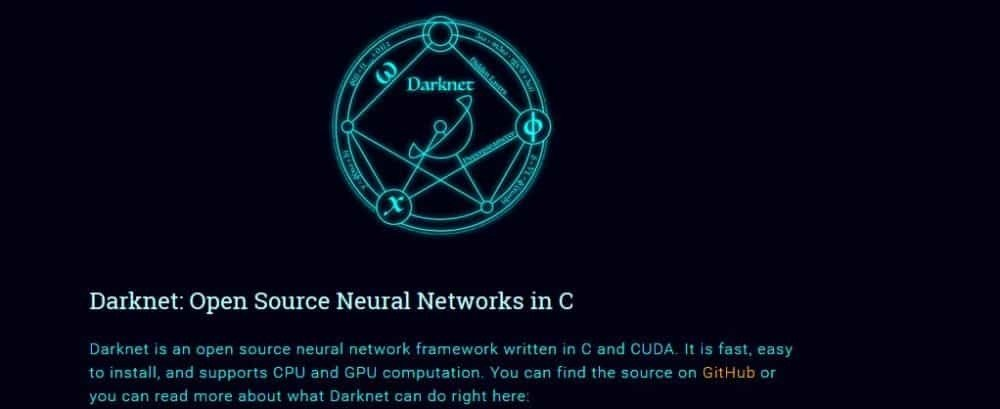 ω
Darknet
Hidden Layers
φ
x
Darknet: Open Source Neural Networks in C
Darknet is an open source neural network framework written in C and CUDA. It is fast, easy
to install, and supports CPU and GPU computation. You can find the source on GitHub or
you can read more about what Darknet can do right here: